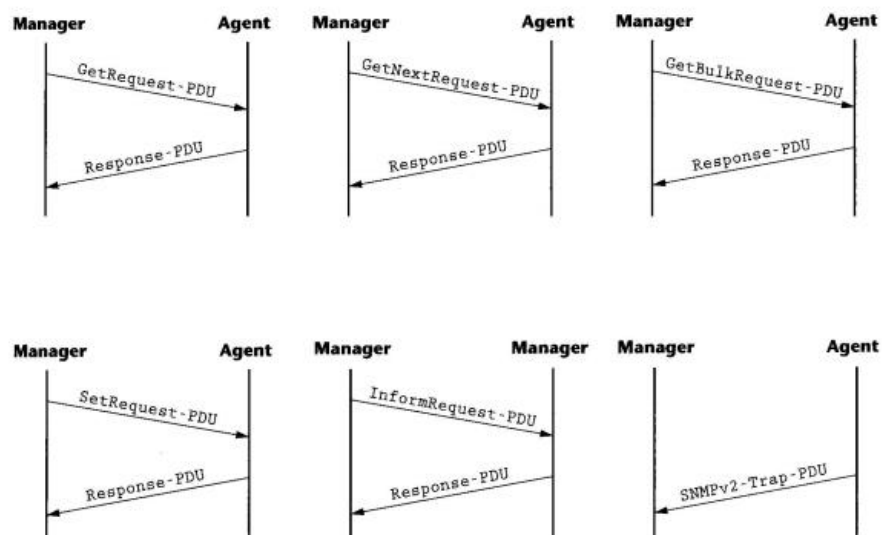 Manager Agent Manager Agent Manager Agent
GetRequest-PDU GetNextRequest-PDU GetBulkRequest-PDU
Response-PDU Response-PDU Response-PDU
Manager Agent Manager Manager Manager Agent
SetRequest-PDU InformRequest-PDU
Response-PDU Response-PDU SNMPv2-Trap-PDU